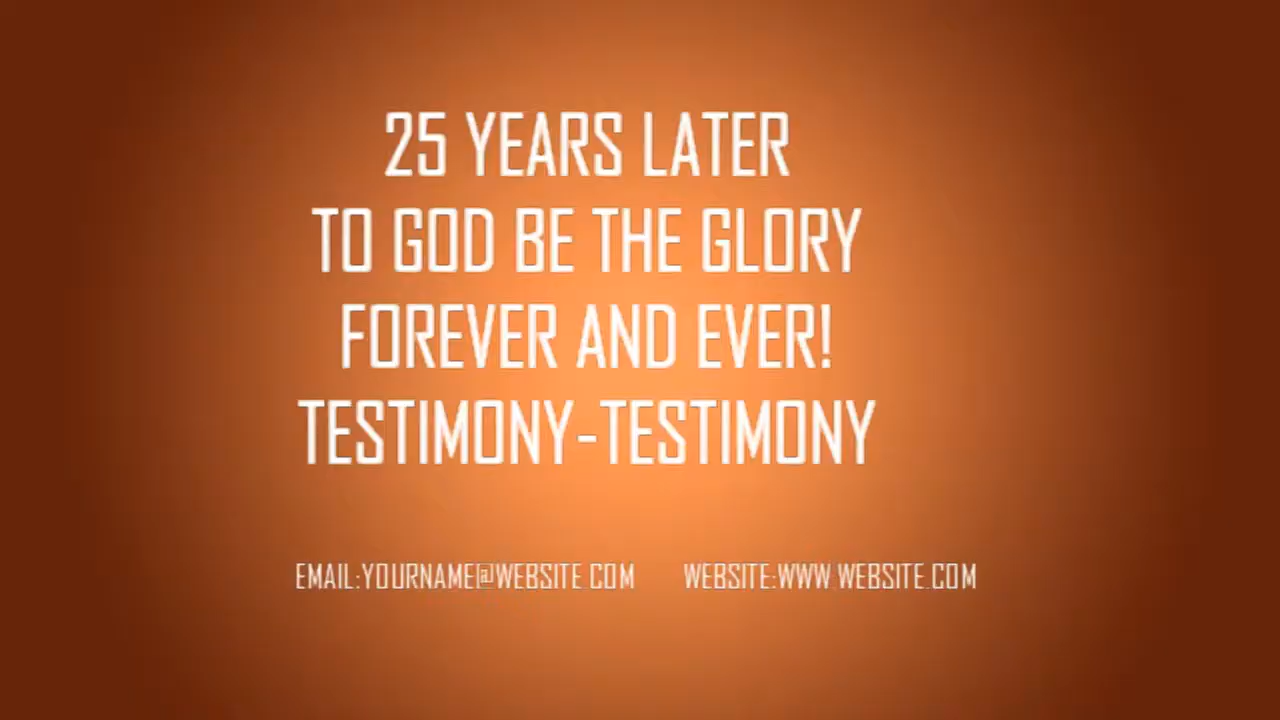 25 YEARS LATER
TO GOD BE THE GLORY
FOREVER AND EVER!
TESTIMONY-TESTIMONY
EMAIL:YOURNAME@WEBSITE.COM WEBSITE:WWW.WEBSITE.COM